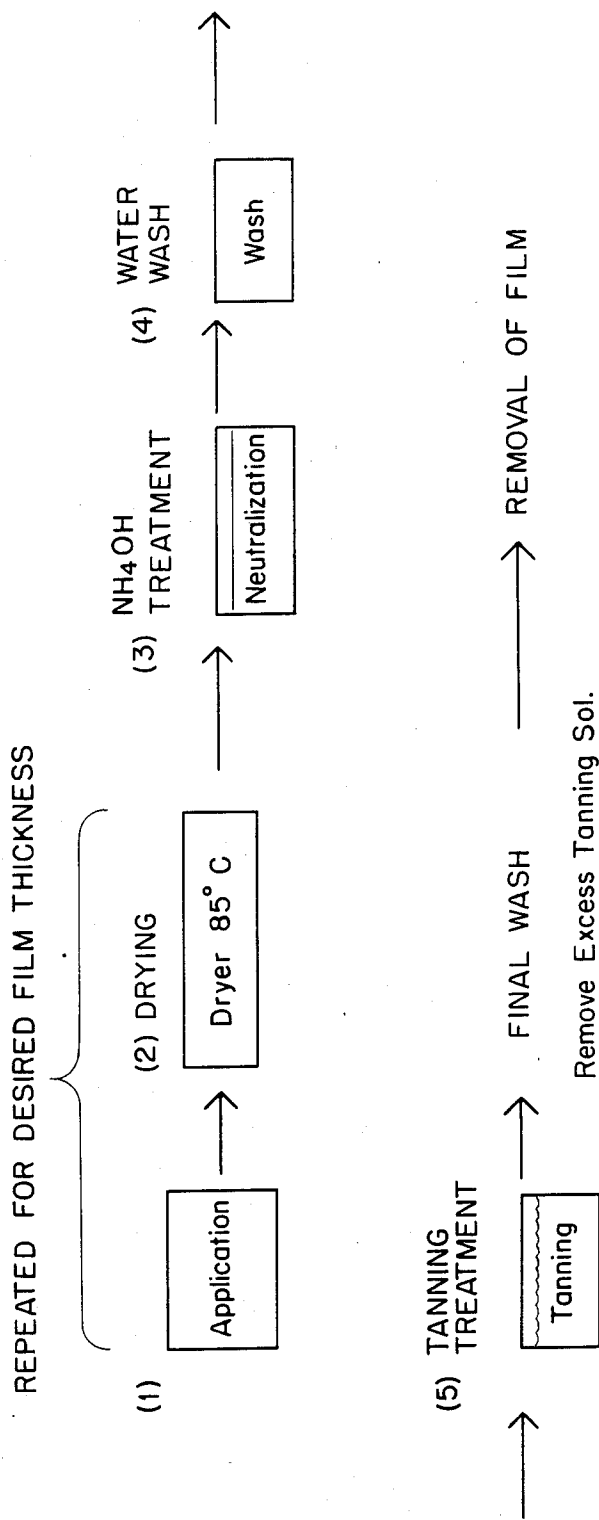 REPEATED FOR DESIRED FILM THICKNESS
(1)
Application
(2) DRYING
Dryer 85° C
(3) NH₄OH
TREATMENT
Neutralization
(4) WATER
WASH
Wash
(5) TANNING
TREATMENT
Tanning
FINAL WASH
Remove Excess Tanning Sol.
REMOVAL OF FILM